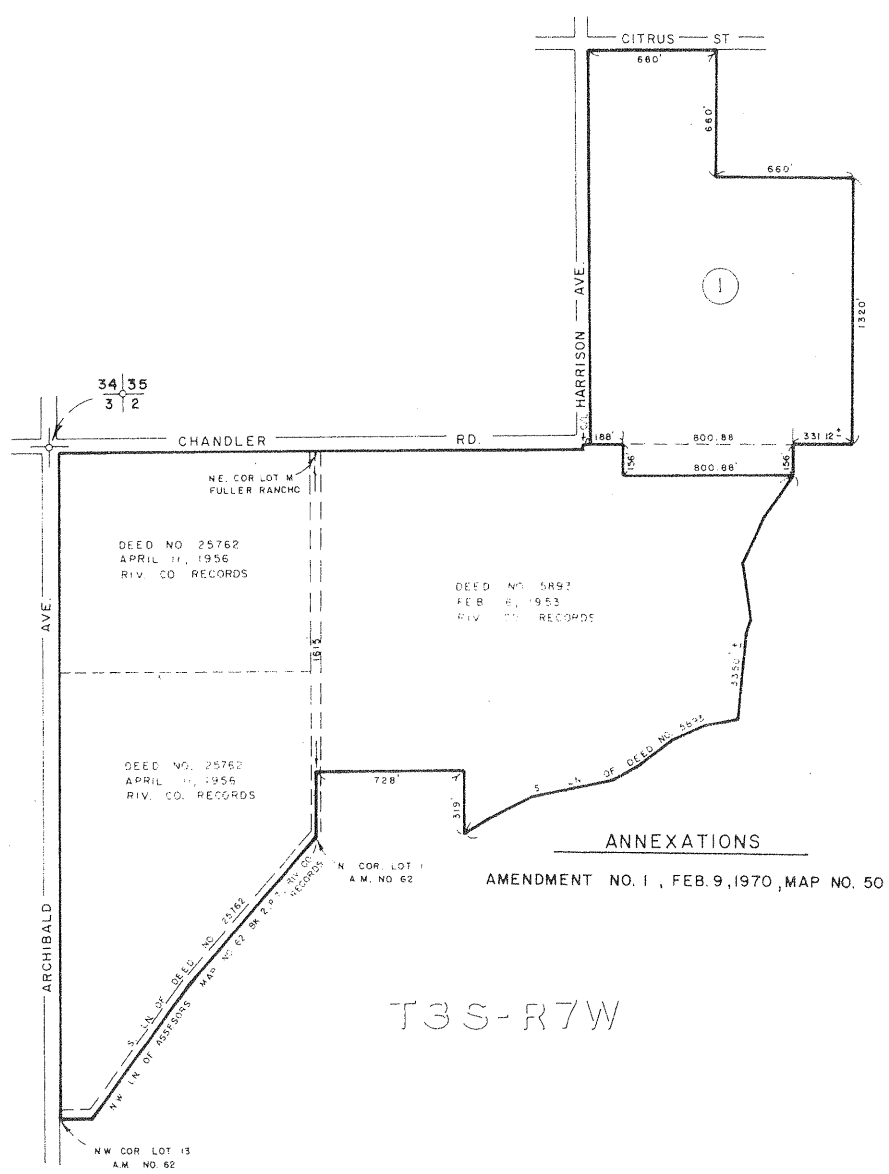 CITRUS ST
660'
660'
660'
1
1320'
HARRISON AVE.
C/L
34 35
3 2
CHANDLER RD.
188'
800.88
331.12 ±
156'
800.88'
156'
N.E. COR LOT M
FULLER RANCHO
DEED NO 25762
APRIL 11, 1956
RIV. CO. RECORDS
DEED NO 5893
FEB 6, 1953
RIV. CO. RECORDS
1615
3350' ±
AVE.
ARCHIBALD
DEED NO. 25762
APRIL 11, 1956
RIV. CO. RECORDS
728'
319'
S LN OF DEED NO. 5893
ANNEXATIONS
AMENDMENT NO. 1 , FEB. 9, 1970 , MAP NO. 50
N COR. LOT 1
A.M. NO 62
S LN OF DEED NO 25762
NW LN OF ASSESORS MAP NO 62 BK 2, P 7, RIV CO
RECORDS
T3S-R7W
NW COR LOT 13
A.M. NO. 62